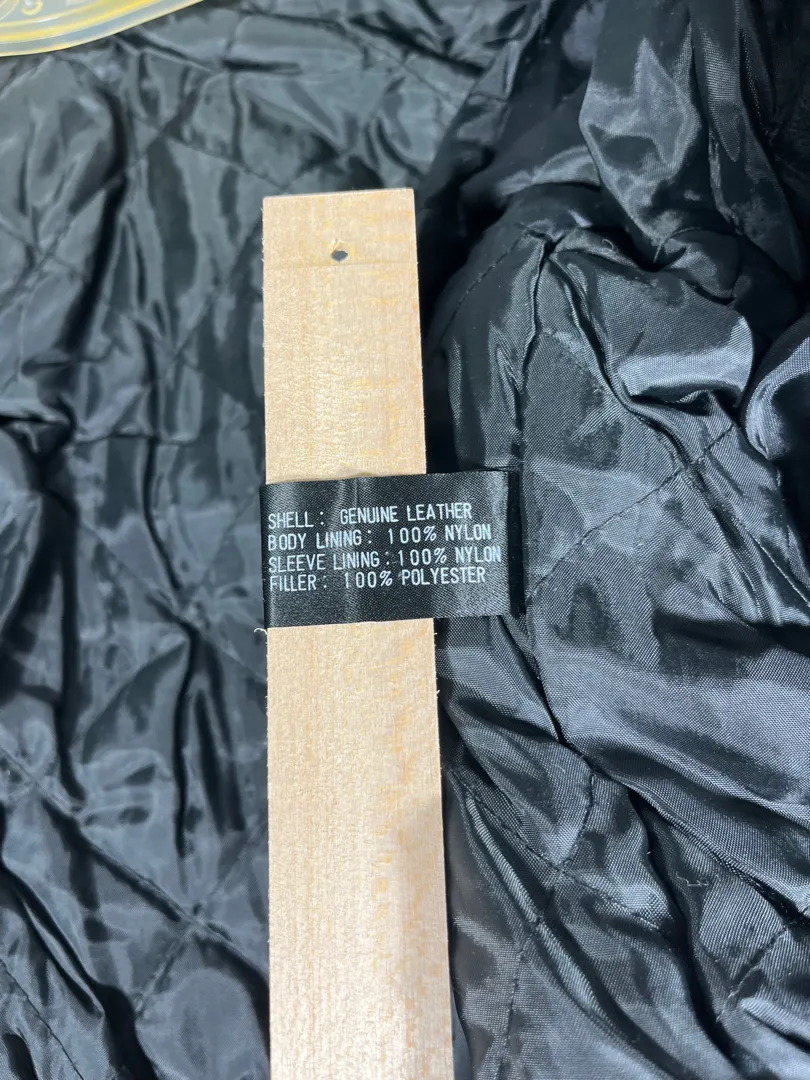 SHELL: GENUINE LEATHER
BODY LINING: 100% NYLON
SLEEVE LINING:100% NYLON
FILLER: 100% POLYESTER